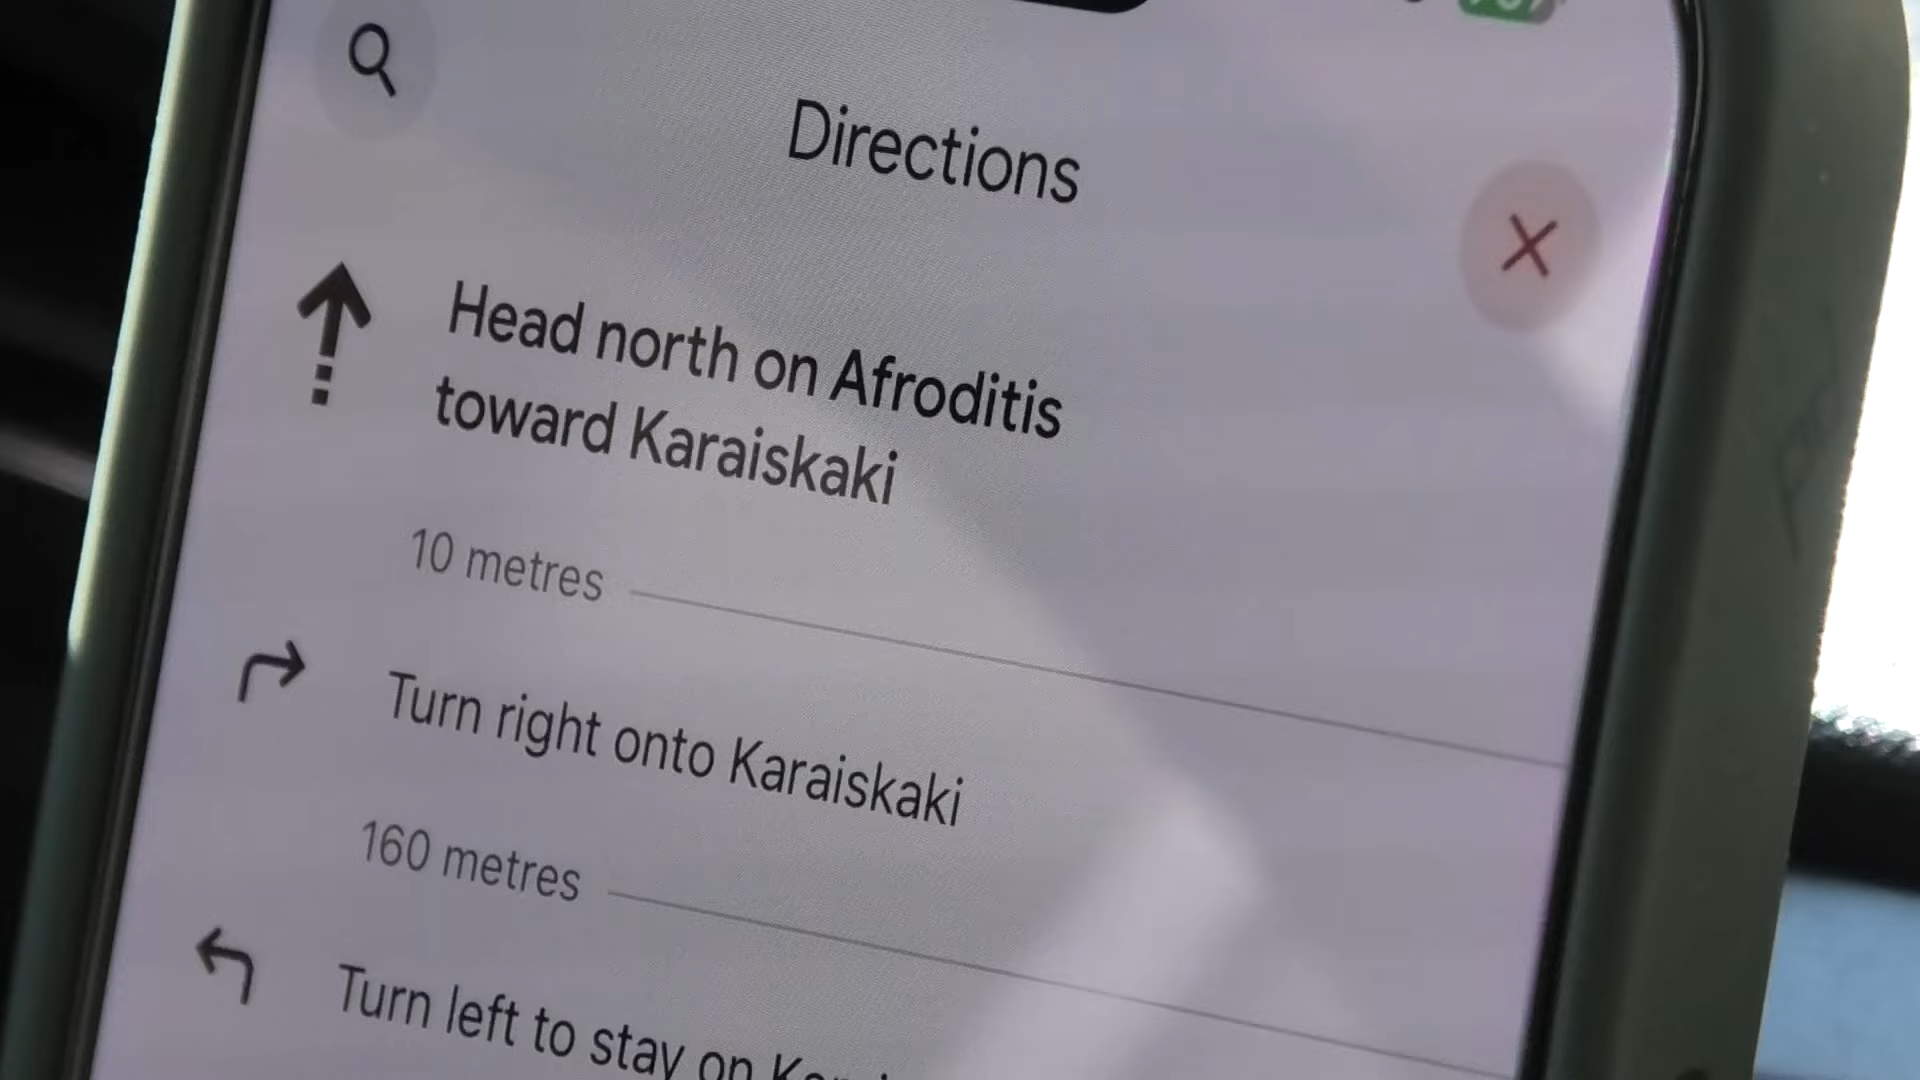 Directions
Head north on Afroditis
toward Karaiskaki
10 metres
Turn right onto Karaiskaki
160 metres
Turn left to stay on